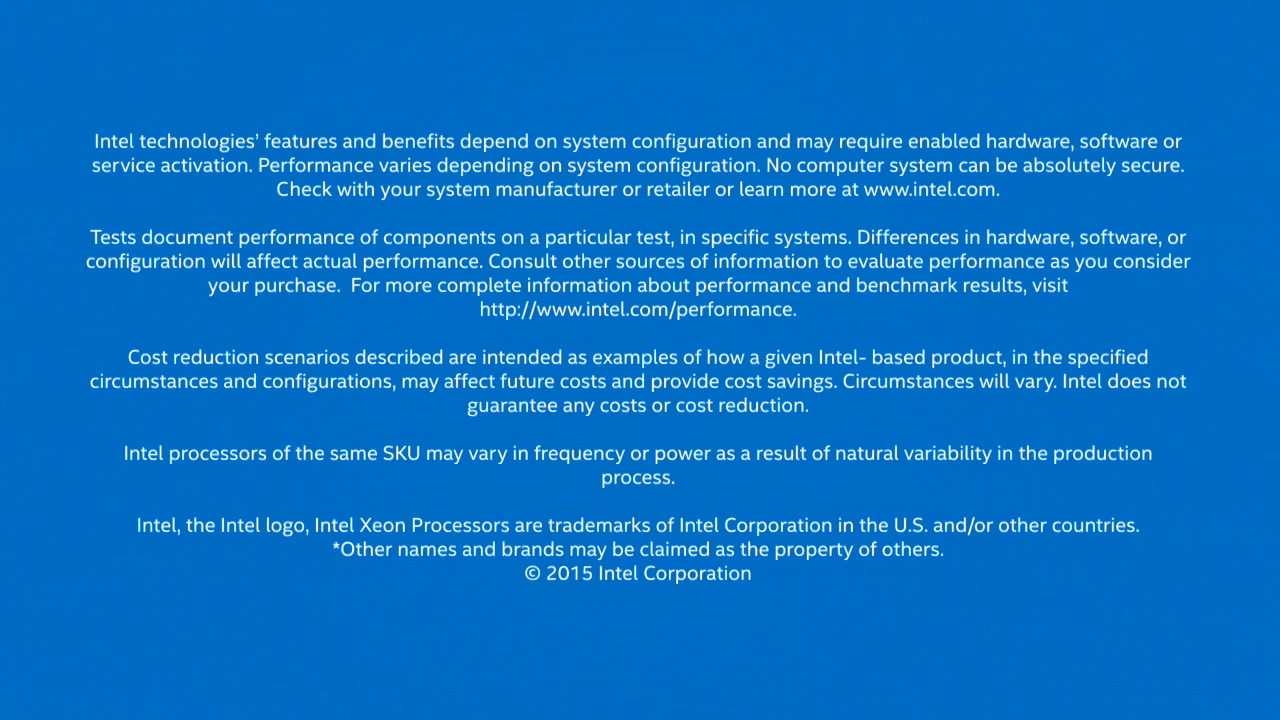 Intel technologies’ features and benefits depend on system configuration and may require enabled hardware, software or
service activation. Performance varies depending on system configuration. No computer system can be absolutely secure.
Check with your system manufacturer or retailer or learn more at www.intel.com.
Tests document performance of components on a particular test, in specific systems. Differences in hardware, software, or
configuration will affect actual performance. Consult other sources of information to evaluate performance as you consider
your purchase.  For more complete information about performance and benchmark results, visit
http://www.intel.com/performance.
Cost reduction scenarios described are intended as examples of how a given Intel- based product, in the specified
circumstances and configurations, may affect future costs and provide cost savings. Circumstances will vary. Intel does not
guarantee any costs or cost reduction.
Intel processors of the same SKU may vary in frequency or power as a result of natural variability in the production
process.
Intel, the Intel logo, Intel Xeon Processors are trademarks of Intel Corporation in the U.S. and/or other countries.
*Other names and brands may be claimed as the property of others.
© 2015 Intel Corporation